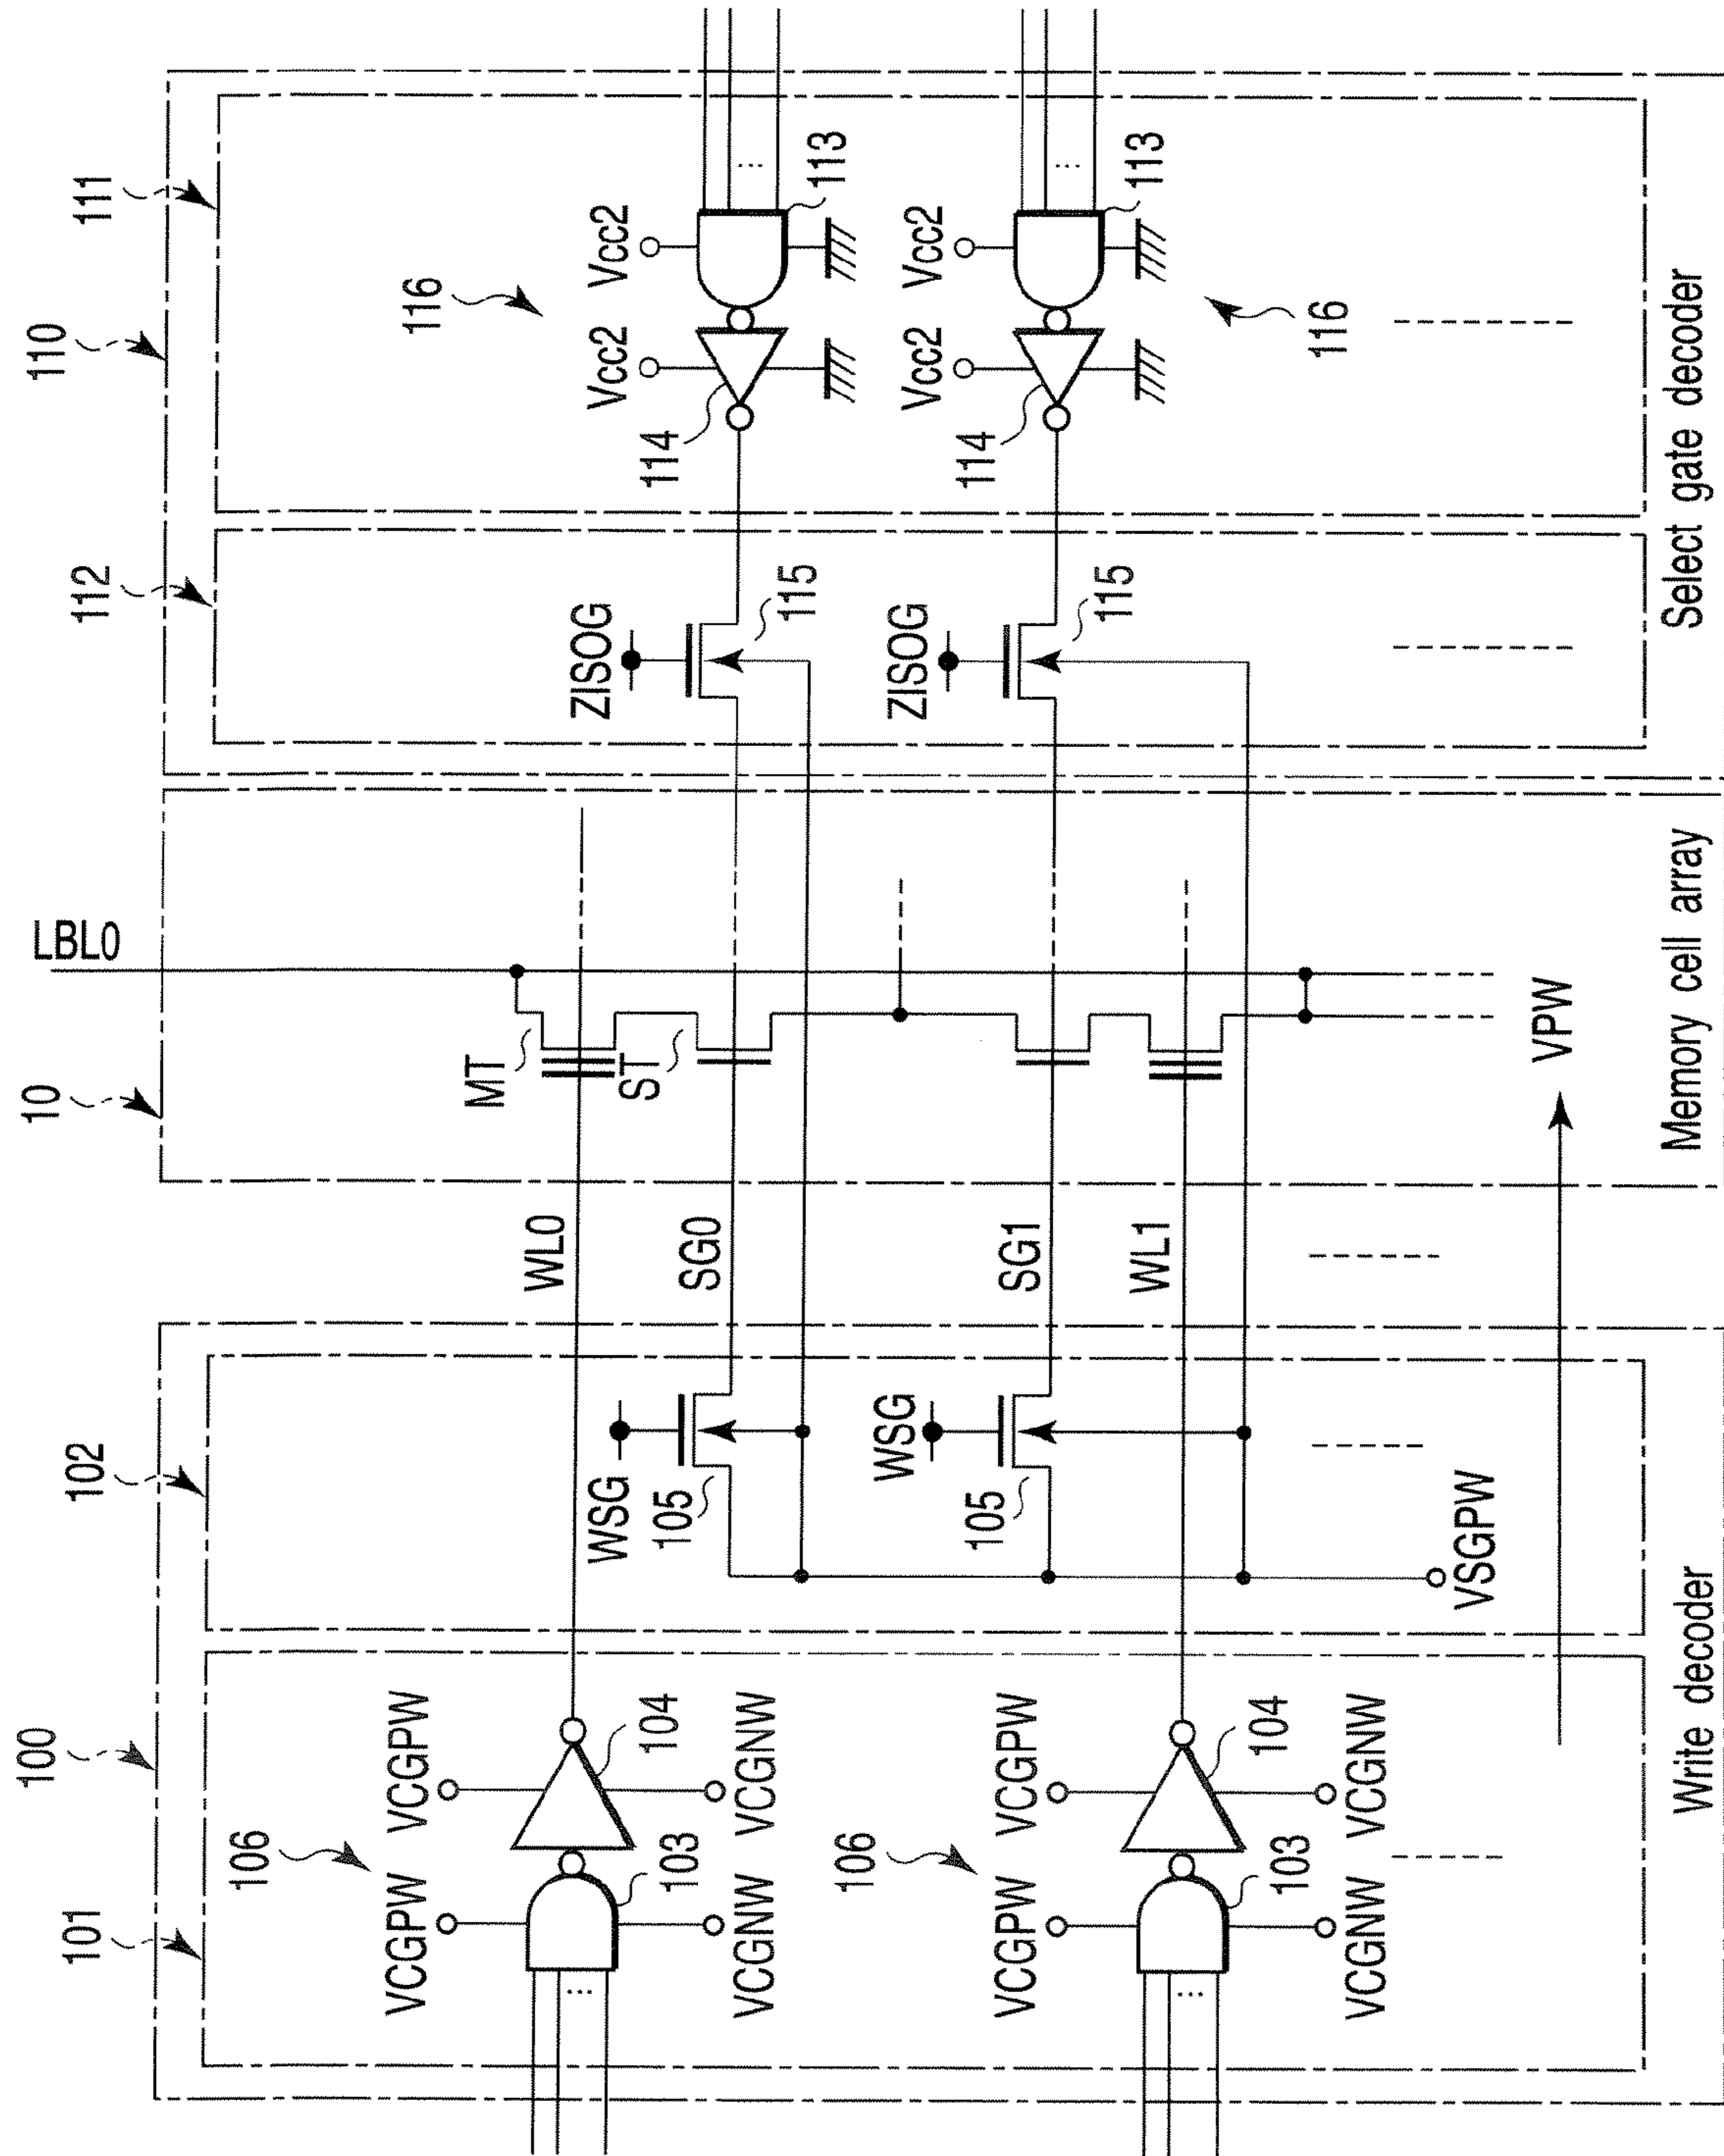 100
10
110
101
102
LBL0
112
111
106
VCGPW
VCGPW
WL0
MT
116
103
104
WSG
ZISOG
Vcc2
Vcc2
VCGNW
VCGNW
105
SG0
ST
115
114
113
...
...
106
VCGPW
VCGPW
WSG
ZISOG
Vcc2
Vcc2
105
SG1
115
114
113
...
...
103
104
WL1
116
VCGNW
VCGNW
VSGPW
VPW
Write decoder
Memory cell array
Select gate decoder